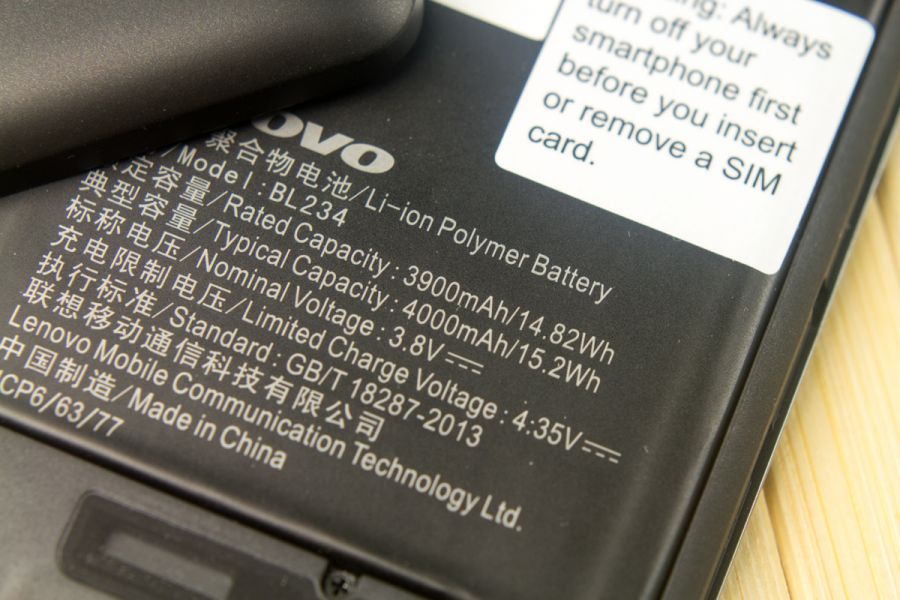 ovo
聚合物电池/Li-ion Polymer Battery
/Model:BL234
定容量/Rated Capacity:3900mAh/14.82Wh
典型容量/Typical Capacity:4000mAh/15.2Wh
标称电压/Nominal Voltage:3.8V
充电限制电压/Limited Charge Voltage:4.35V
执行标准/Standard:GB/T 18287-2013
联想移动通信科技有限公司
Lenovo Mobile Communication Technology Ltd.
中国制造/Made in China
ICP6/63/77
Always
turn off your
smartphone first
before you insert
or remove a SIM
card.